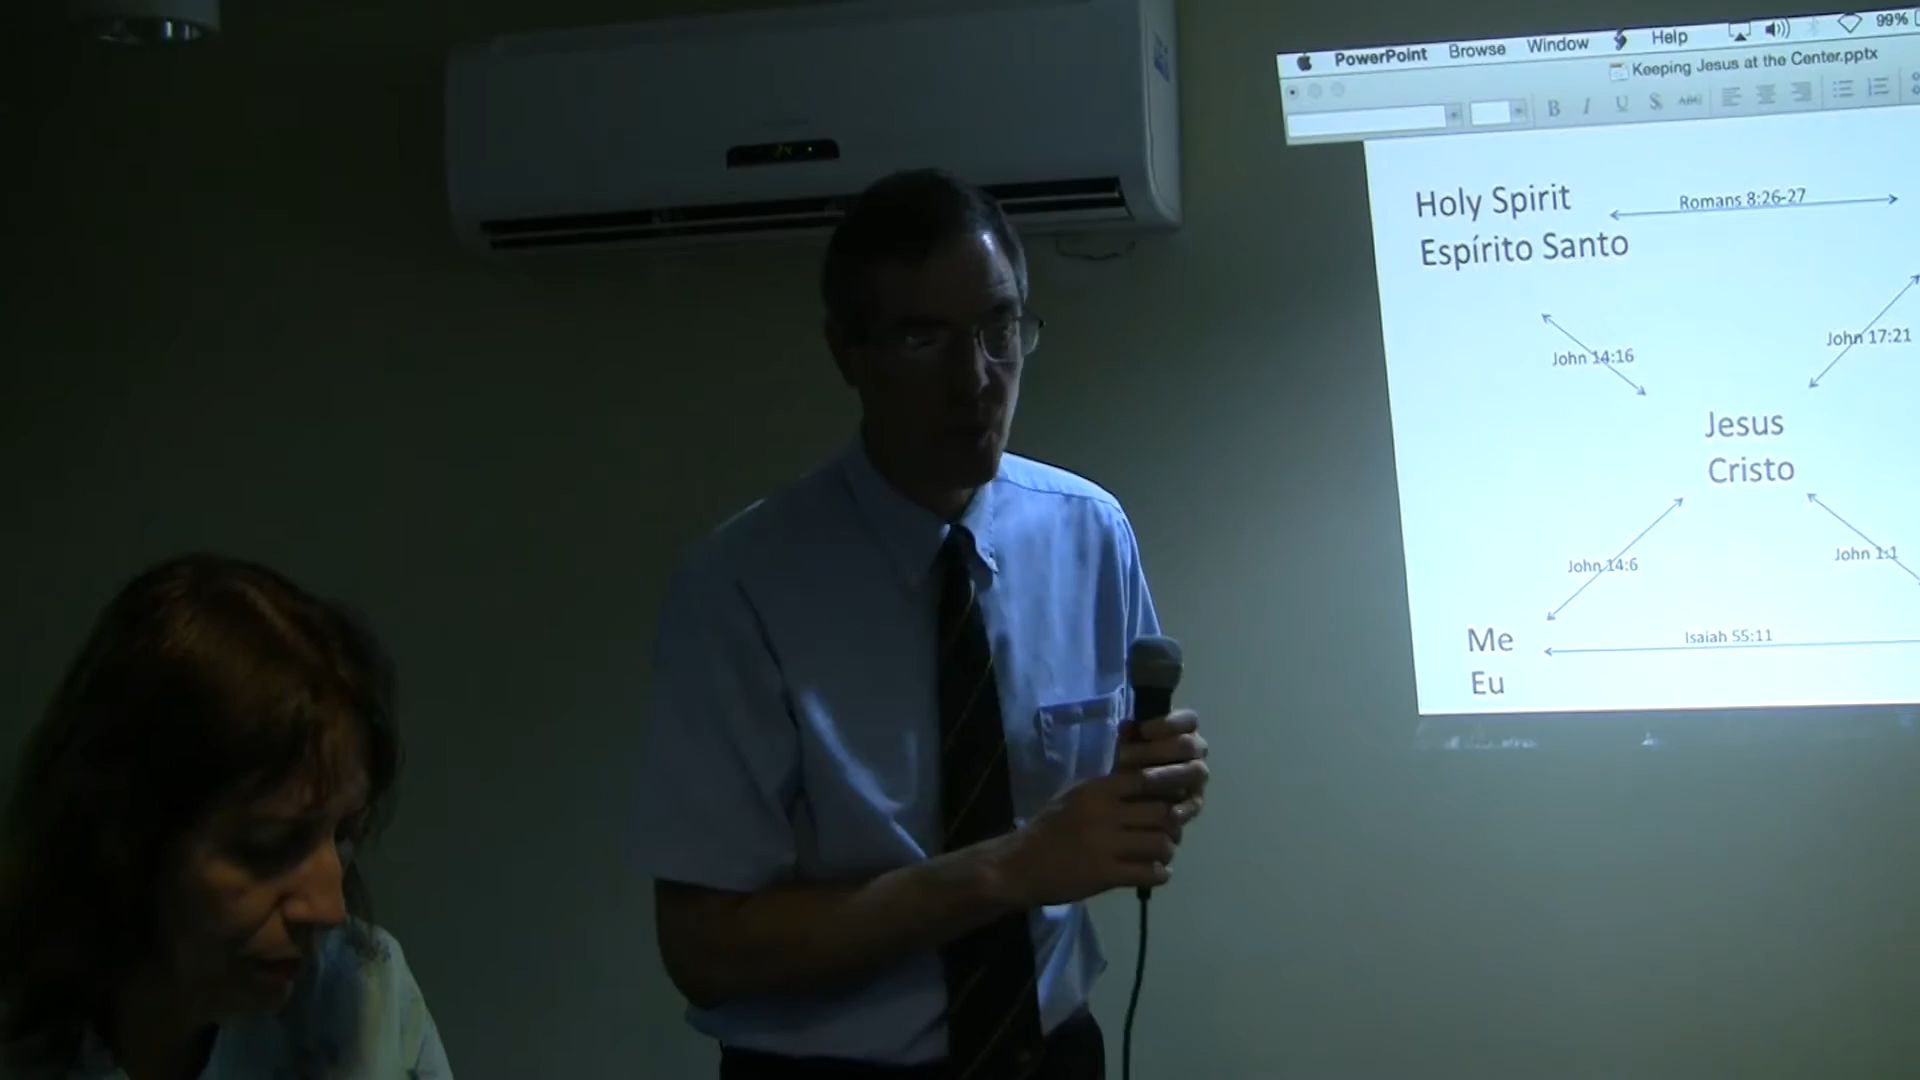 PowerPoint Browse Window Help 99%
Keeping Jesus at the Center.pptx
B I U S ABC
Holy Spirit
Espírito Santo
Romans 8:26-27
John 14:16
John 17:21
Jesus
Cristo
John 14:6
John 1:1
Me
Eu
Isaiah 55:11
24